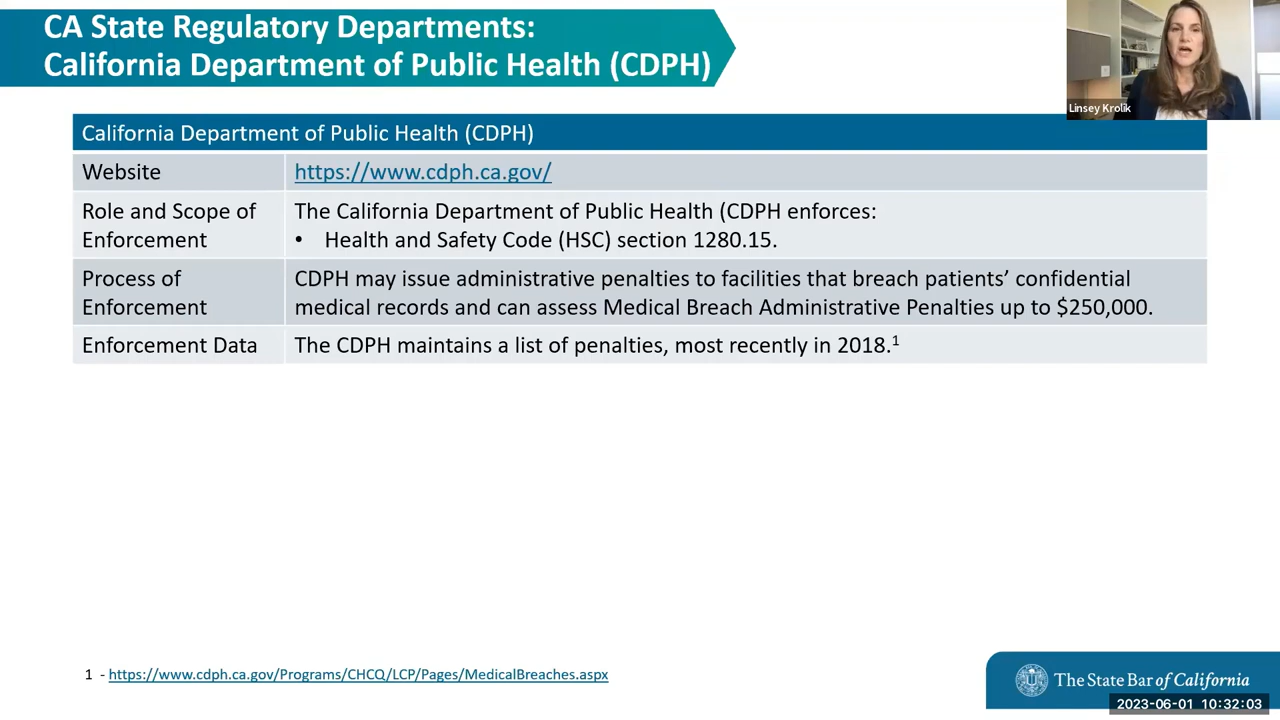 CA State Regulatory Departments:
California Department of Public Health (CDPH)
Linsey Krolik
California Department of Public Health (CDPH)
Website
https://www.cdph.ca.gov/
Role and Scope of
Enforcement
The California Department of Public Health (CDPH enforces:
• Health and Safety Code (HSC) section 1280.15.
Process of
Enforcement
CDPH may issue administrative penalties to facilities that breach patients’ confidential
medical records and can assess Medical Breach Administrative Penalties up to $250,000.
Enforcement Data
The CDPH maintains a list of penalties, most recently in 2018.¹
1 - https://www.cdph.ca.gov/Programs/CHCQ/LCP/Pages/MedicalBreaches.aspx
The State Bar of California
2023-06-01 10:32:03